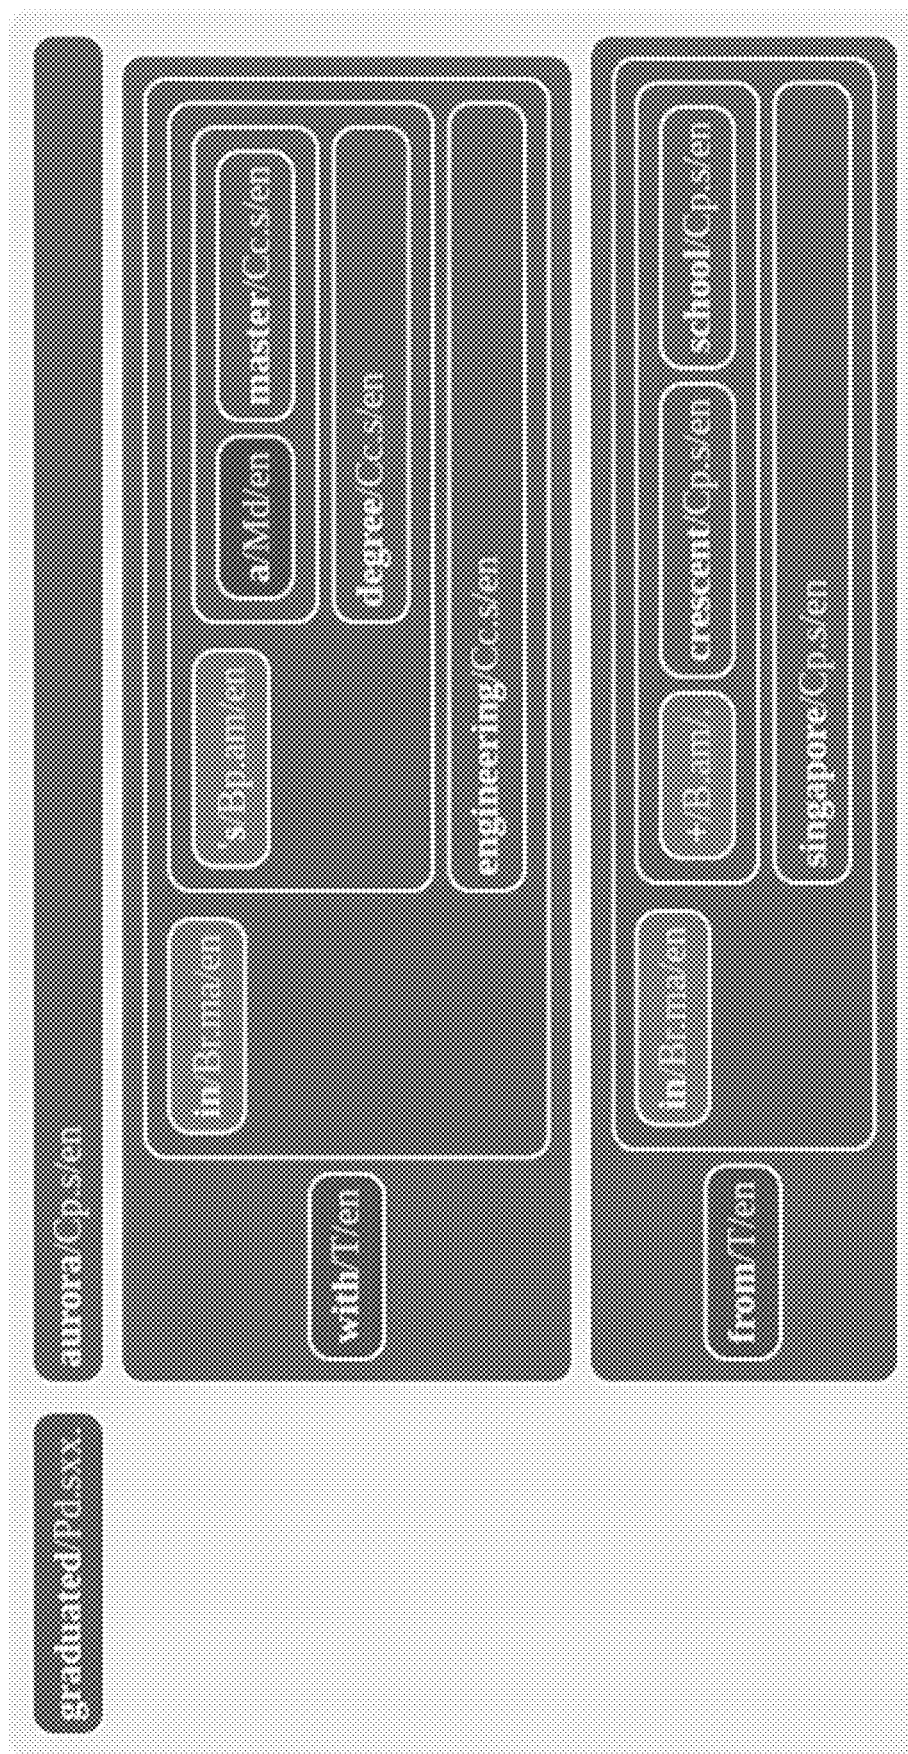 graduated/Pd.sxx.
aurora/Cp.s/en
with/T/en
in/Br.ma/en
's/Bp.am/en
a/Md/en
master/Cc.s/en
degree/Cc.s/en
engineering/Cc.s/en
from/T/en
in/Br.ma/en
+/B.am/
crescent/Cp.s/en
school/Cp.s/en
singapore/Cp.s/en